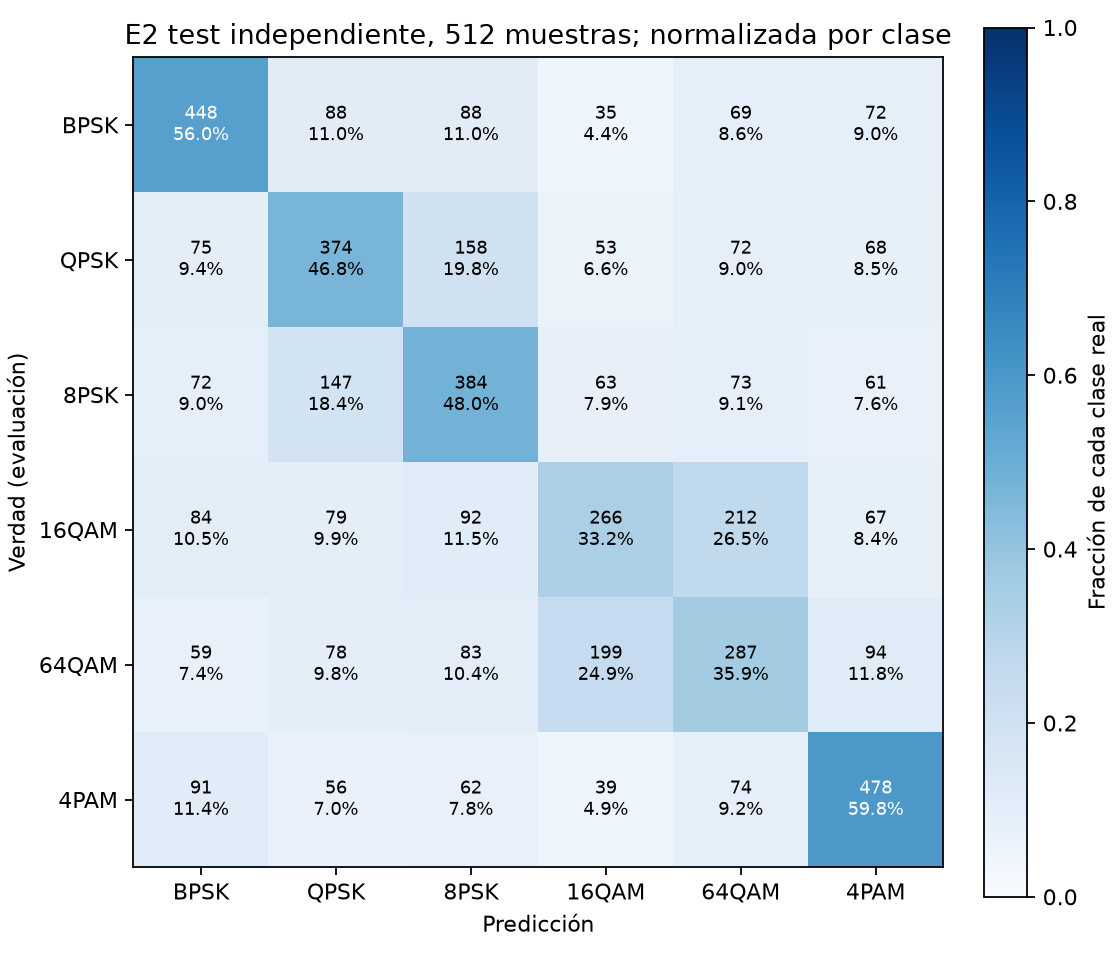 E2 test independiente, 512 muestras; normalizada por clase
Verdad (evaluación)
BPSK
448 88 88 35 69 72
56.0% 11.0% 11.0% 4.4% 8.6% 9.0%
QPSK
75 374 158 53 72 68
9.4% 46.8% 19.8% 6.6% 9.0% 8.5%
8PSK
72 147 384 63 73 61
9.0% 18.4% 48.0% 7.9% 9.1% 7.6%
16QAM
84 79 92 266 212 67
10.5% 9.9% 11.5% 33.2% 26.5% 8.4%
64QAM
59 78 83 199 287 94
7.4% 9.8% 10.4% 24.9% 35.9% 11.8%
4PAM
91 56 62 39 74 478
11.4% 7.0% 7.8% 4.9% 9.2% 59.8%
BPSK QPSK 8PSK 16QAM 64QAM 4PAM
Predicción
1.0
0.8
0.6
0.4
0.2
0.0
Fracción de cada clase real